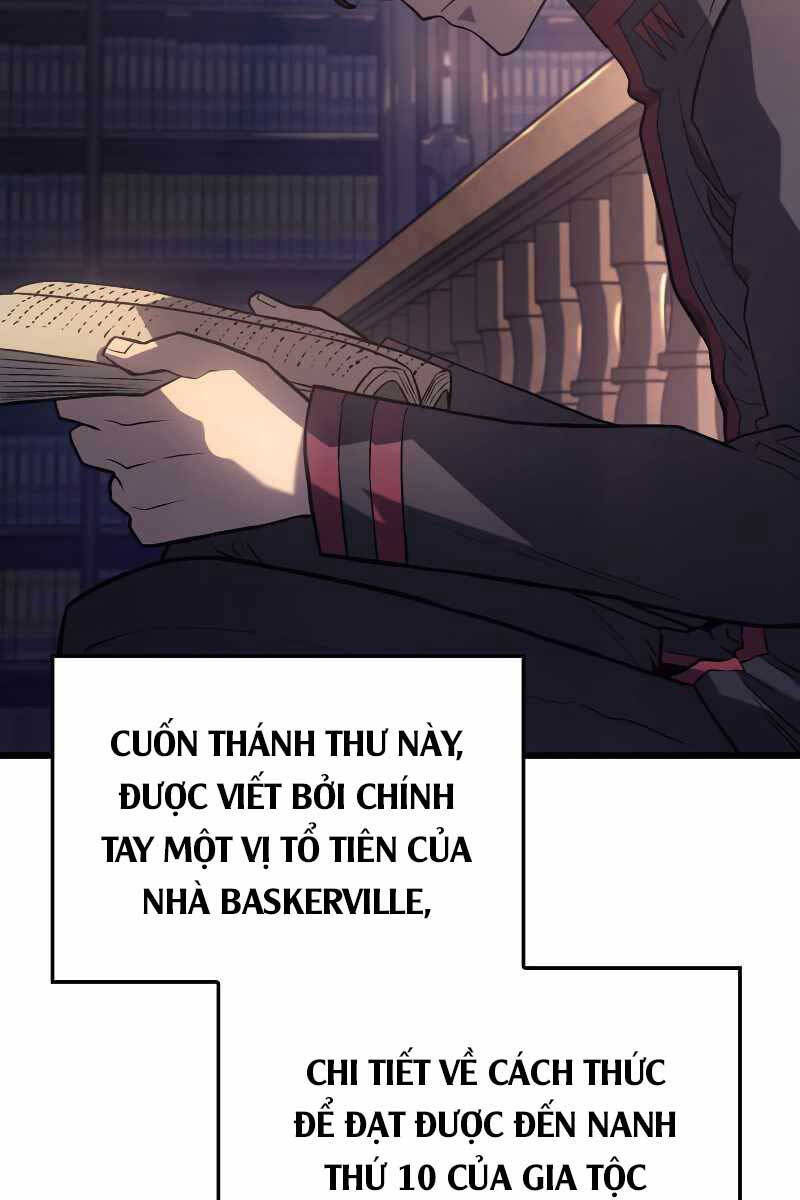 CUỐN THÁNH THƯ NÀY,
ĐƯỢC VIẾT BỞI CHÍNH
TAY MỘT VỊ TỔ TIÊN CỦA
NHÀ BASKERVILLE,
CHI TIẾT VỀ CÁCH THỨC
ĐỂ ĐẠT ĐƯỢC ĐẾN NANH
THỨ 10 CỦA GIA TỘC